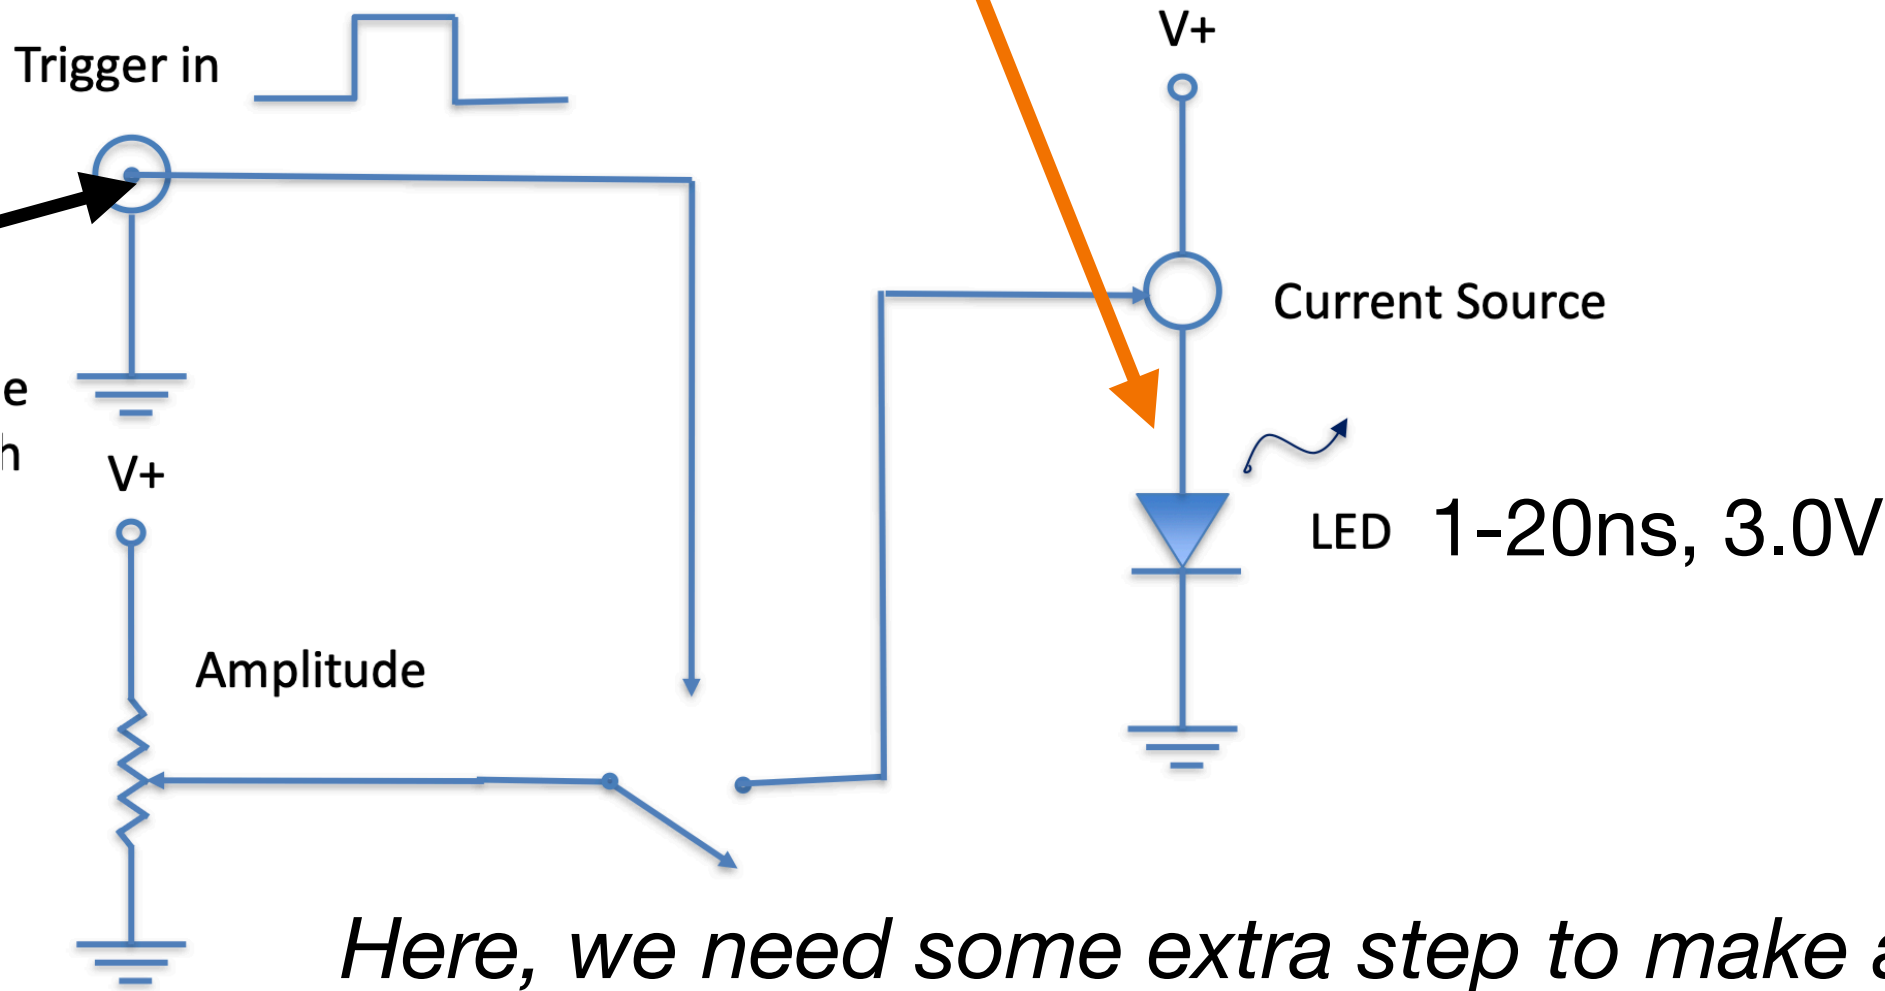 V+
Trigger in
Current Source
e
h
V+
LED 1-20ns, 3.0V
Amplitude
Here, we need some extra step to make a